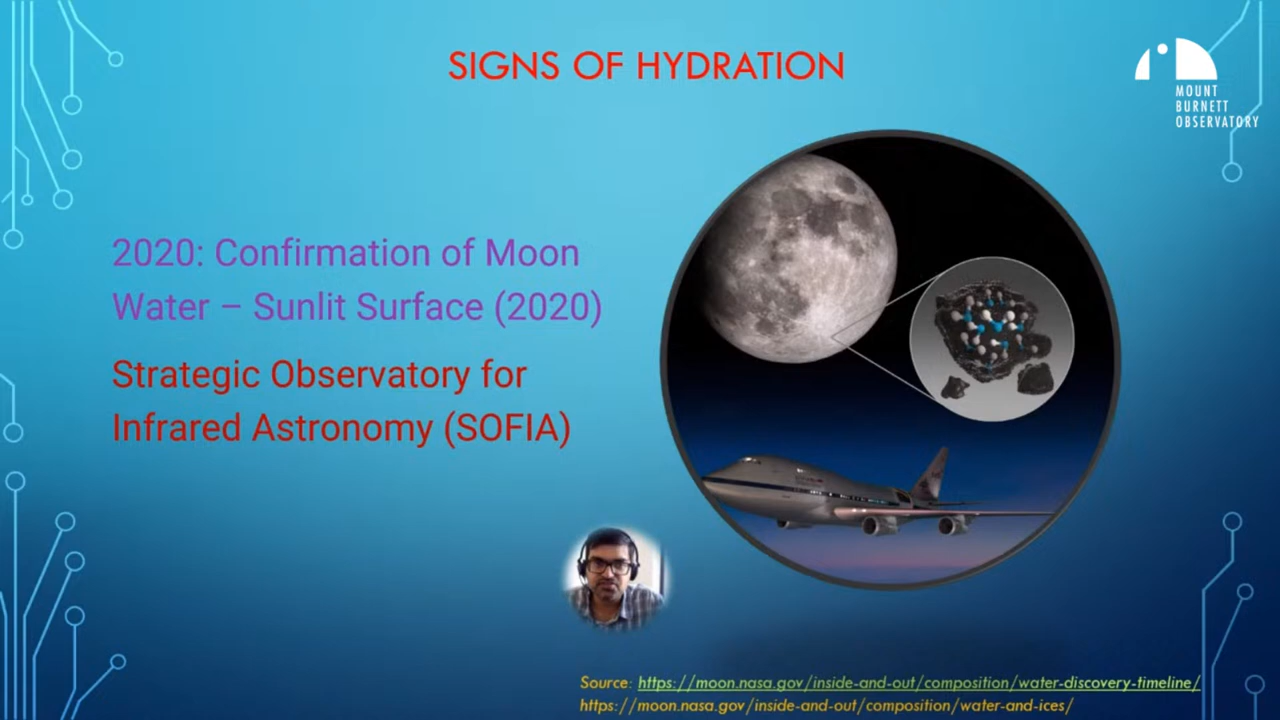 SIGNS OF HYDRATION
MOUNT
BURNETT
OBSERVATORY
2020: Confirmation of Moon
Water – Sunlit Surface (2020)
Strategic Observatory for
Infrared Astronomy (SOFIA)
Source: https://moon.nasa.gov/inside-and-out/composition/water-discovery-timeline/
https://moon.nasa.gov/inside-and-out/composition/water-and-ices/